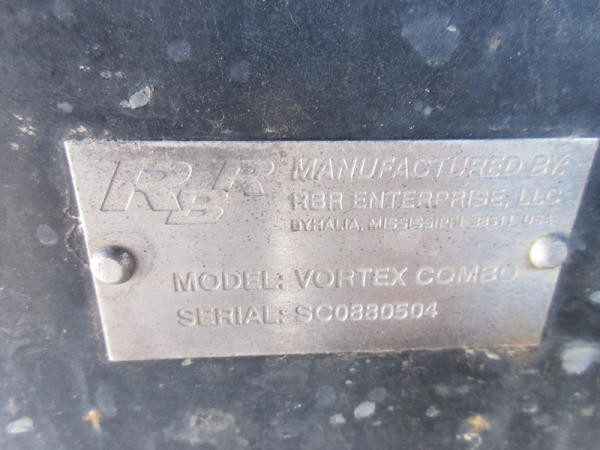 RBR
MANUFACTURED BY:
RBR ENTERPRISE, LLC
BYHALIA, MISSISSIPPI 38611 USA
MODEL: VORTEX COMBO
SERIAL: SC0880504